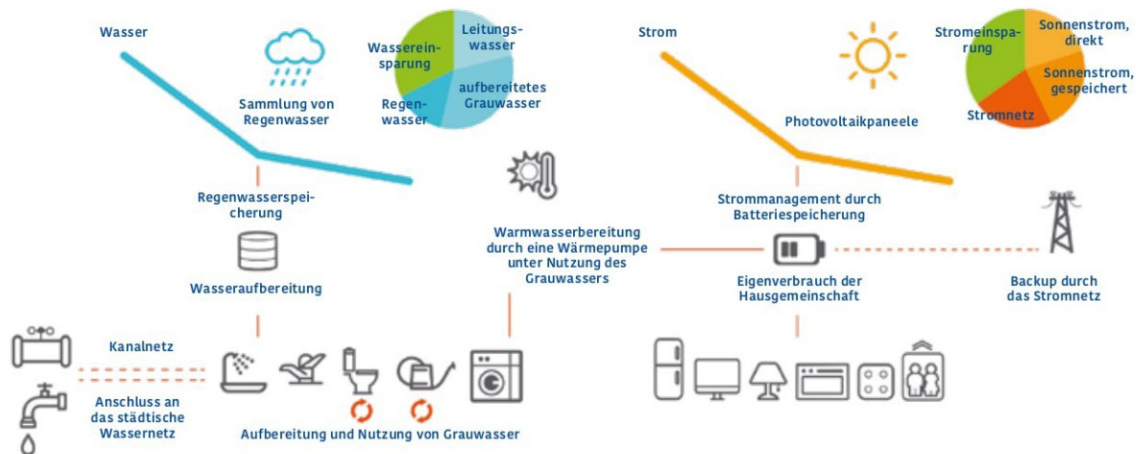 Wasser
Sammlung von
Regenwasser
Wasserein-
sparung
Leitungs-
wasser
Regen-
wasser
aufbereitetes
Grauwasser
Regenwasserspei-
cherung
Wasseraufbereitung
Warmwasserbereitung
durch eine Wärmepumpe
unter Nutzung des
Grauwassers
Kanalnetz
Anschluss an
das städtische
Wassernetz
Aufbereitung und Nutzung von Grauwasser
Strom
Photovoltaikpaneele
Stromeinspa-
rung
Sonnenstrom,
direkt
Sonnenstrom,
gespeichert
Stromnetz
Strommanagement durch
Batteriespeicherung
Eigenverbrauch der
Hausgemeinschaft
Backup durch
das Stromnetz